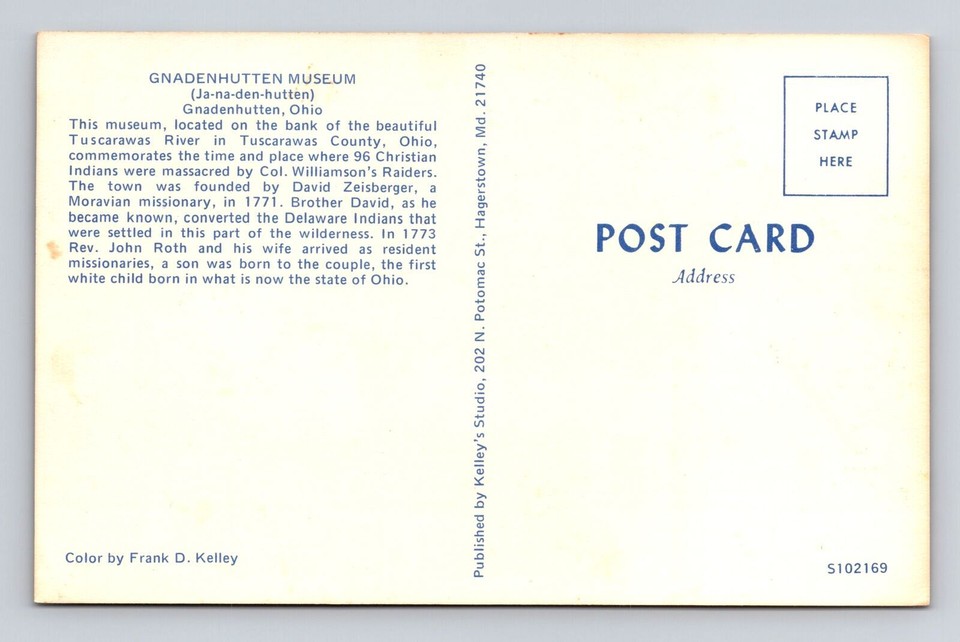 GNADENHUTTEN MUSEUM
(Ja-na-den-hutten)
Gnadenhutten, Ohio
This museum, located on the bank of the beautiful
Tuscarawas River in Tuscarawas County, Ohio,
commemorates the time and place where 96 Christian
Indians were massacred by Col. Williamson's Raiders.
The town was founded by David Zeisberger, a
Moravian missionary, in 1771. Brother David, as he
became known, converted the Delaware Indians that
were settled in this part of the wilderness. In 1773
Rev. John Roth and his wife arrived as resident
missionaries, a son was born to the couple, the first
white child born in what is now the state of Ohio.
Color by Frank D. Kelley
Published by Kelley's Studio, 202 N. Potomac St., Hagerstown, Md. 21740
PLACE
STAMP
HERE
POST CARD
Address
S102169